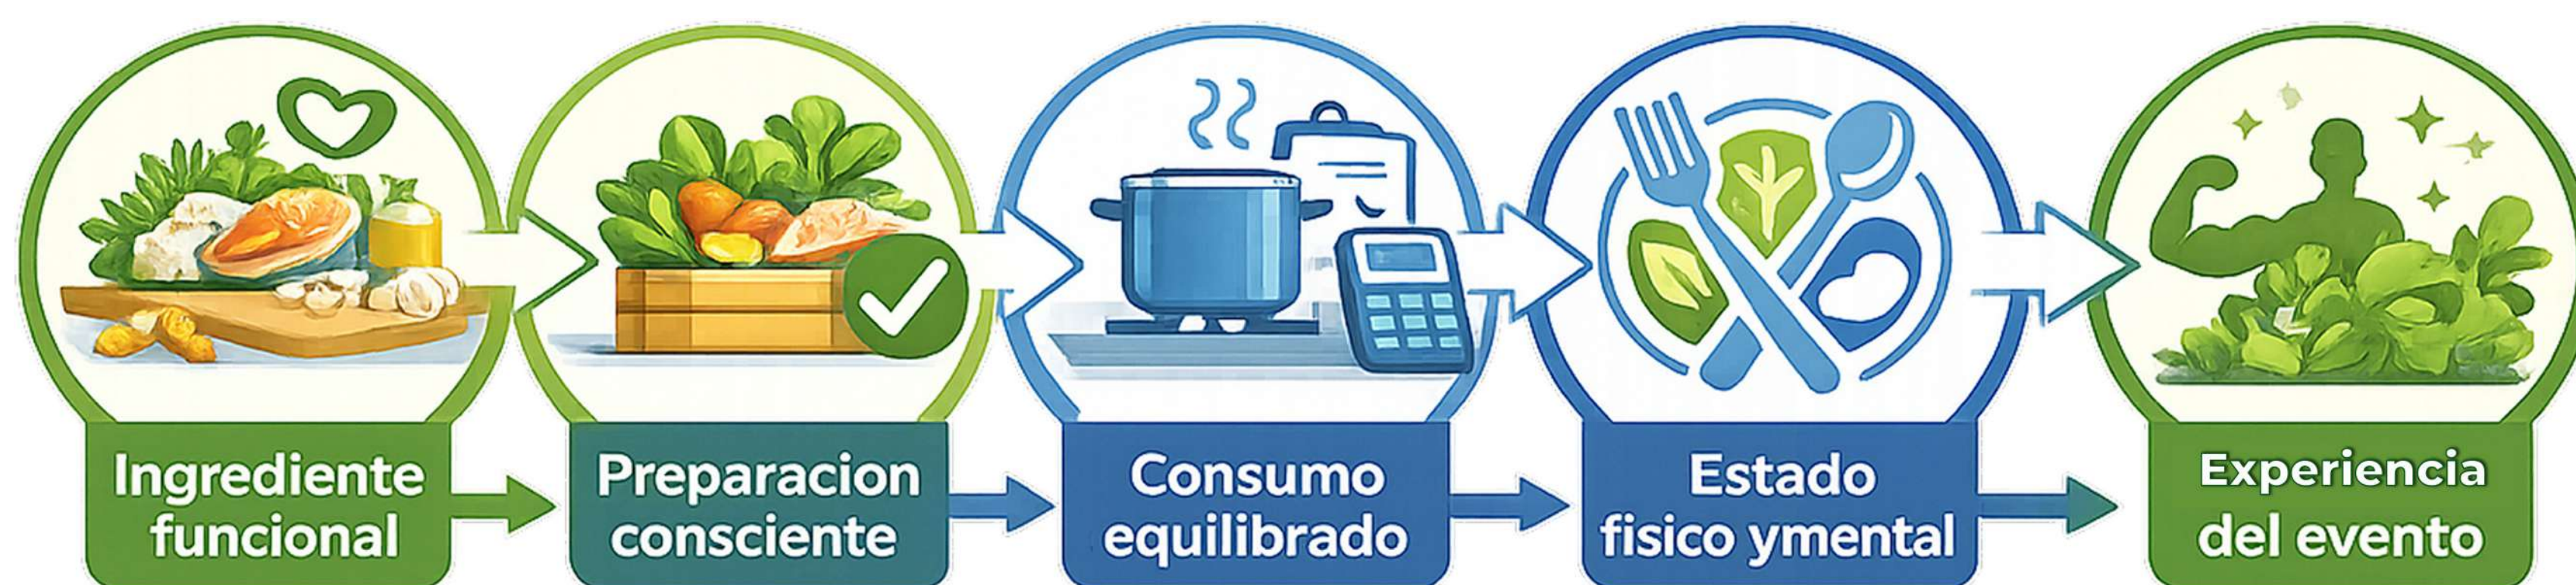 Ingrediente
funcional
Preparacion
consciente
Consumo
equilibrado
Estado
fisico ymental
Experiencia
del evento